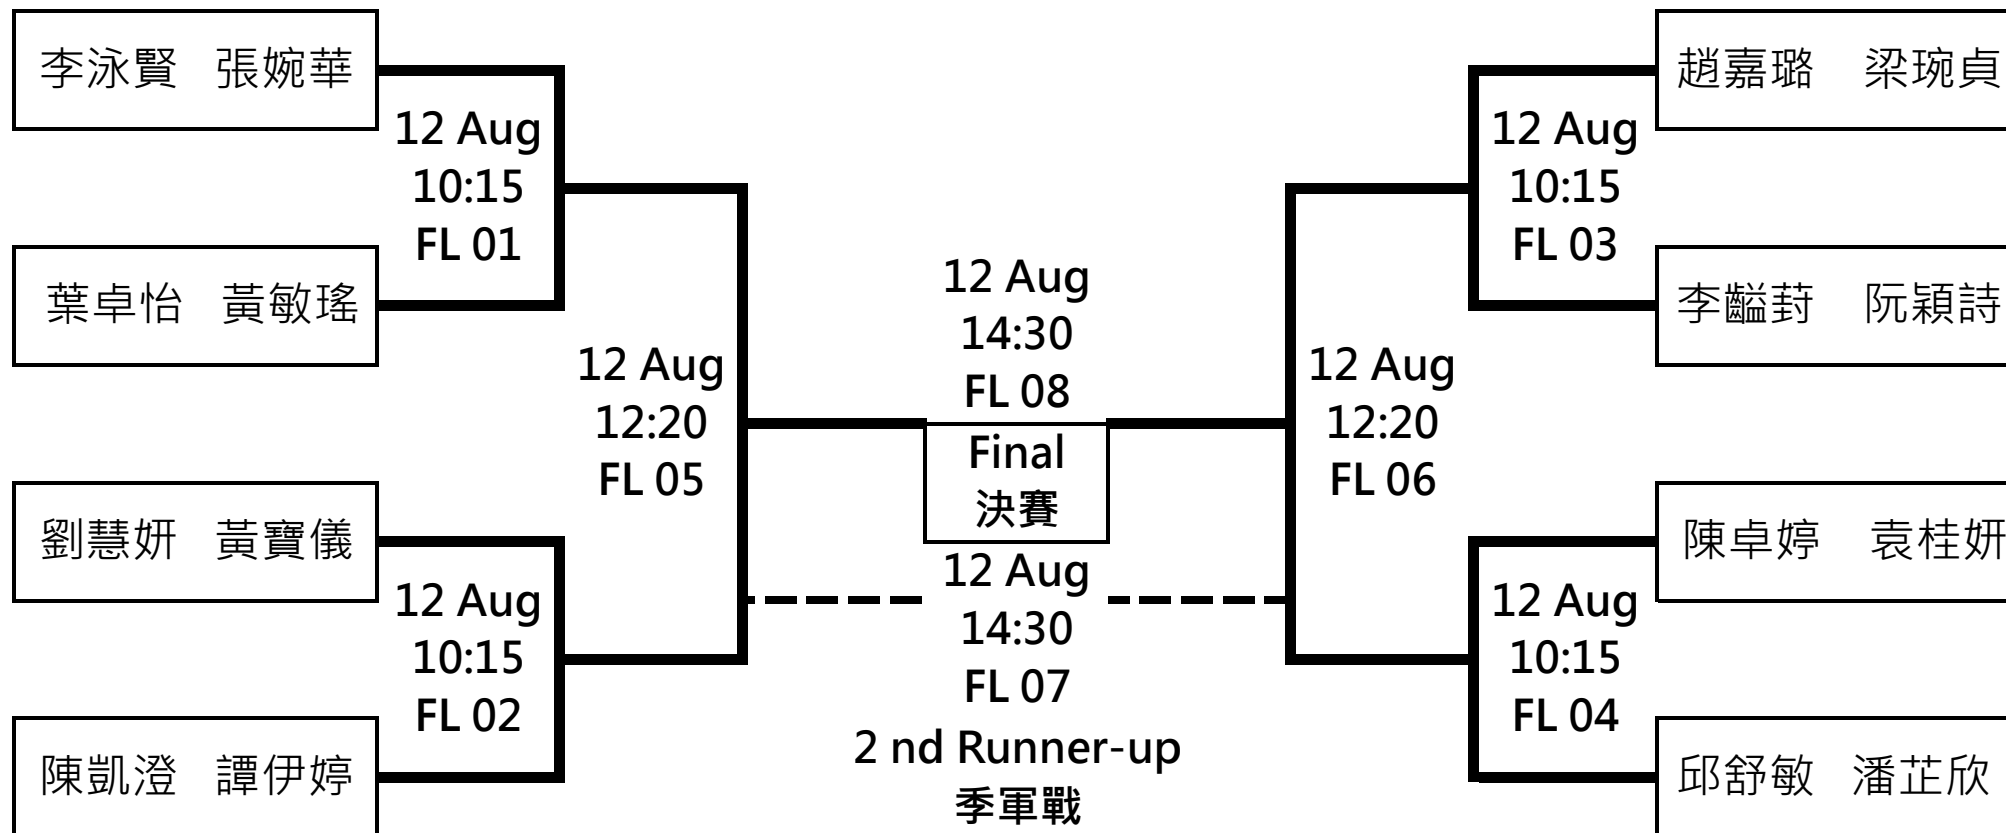 李泳賢 張婉華
12 Aug
10:15
FL 01
葉卓怡 黃敏瑤
12 Aug
12:20
FL 05
劉慧妍 黃寶儀
12 Aug
10:15
FL 02
陳凱澄 譚伊婷
12 Aug
14:30
FL 08
Final
決賽
12 Aug
14:30
FL 07
2 nd Runner-up
季軍戰
趙嘉璐 梁琬貞
12 Aug
10:15
FL 03
李齸葑 阮穎詩
12 Aug
12:20
FL 06
陳卓婷 袁桂妍
12 Aug
10:15
FL 04
邱舒敏 潘芷欣